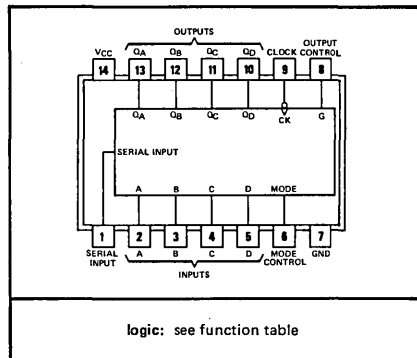 OUTPUTS
OUTPUT
VCC QA QB QC QD CLOCK CONTROL
14 13 12 11 10 9 8
QA QB QC QD CK G
SERIAL INPUT
A B C D MODE
1 2 3 4 5 6 7
SERIAL A B C D MODE GND
INPUT CONTROL
INPUTS
logic: see function table